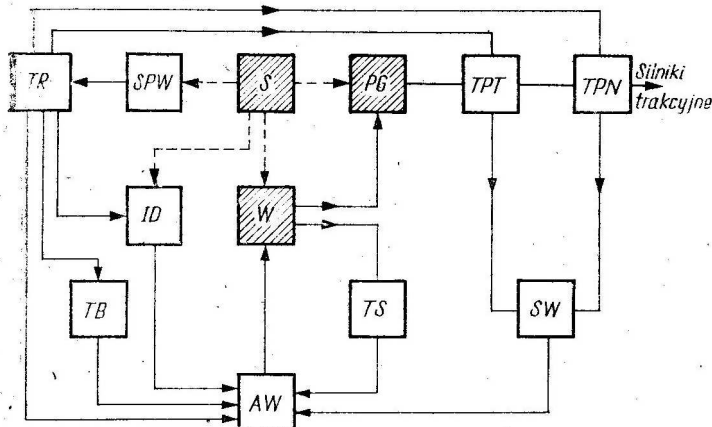 TR
SPW
S
PG
TPT
TPN
Silniki
trakcyjne
ID
W
TB
TS
SW
AW